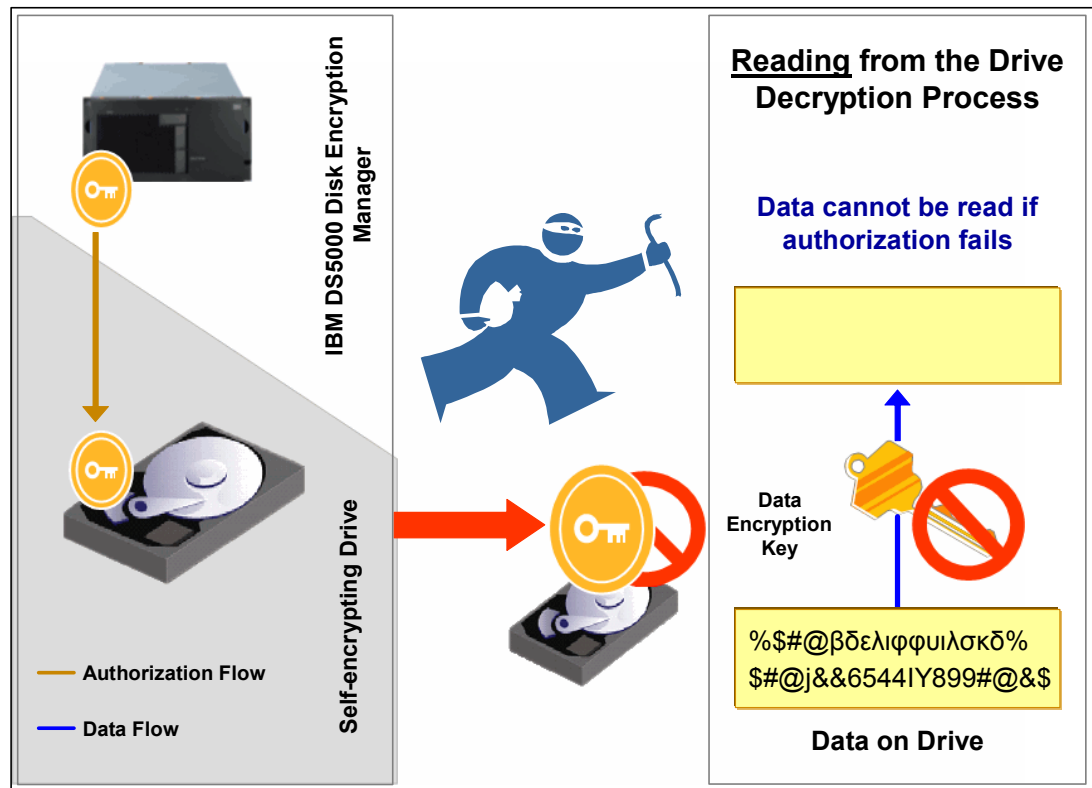 IBM DS5000 Disk Encryption
Manager
Self-encrypting Drive
Authorization Flow
Data Flow
Reading from the Drive
Decryption Process
Data cannot be read if
authorization fails
Data
Encryption
Key
%$#@βδελιφφυιλσκδ%
$#@j&&6544IY899#@&$
Data on Drive